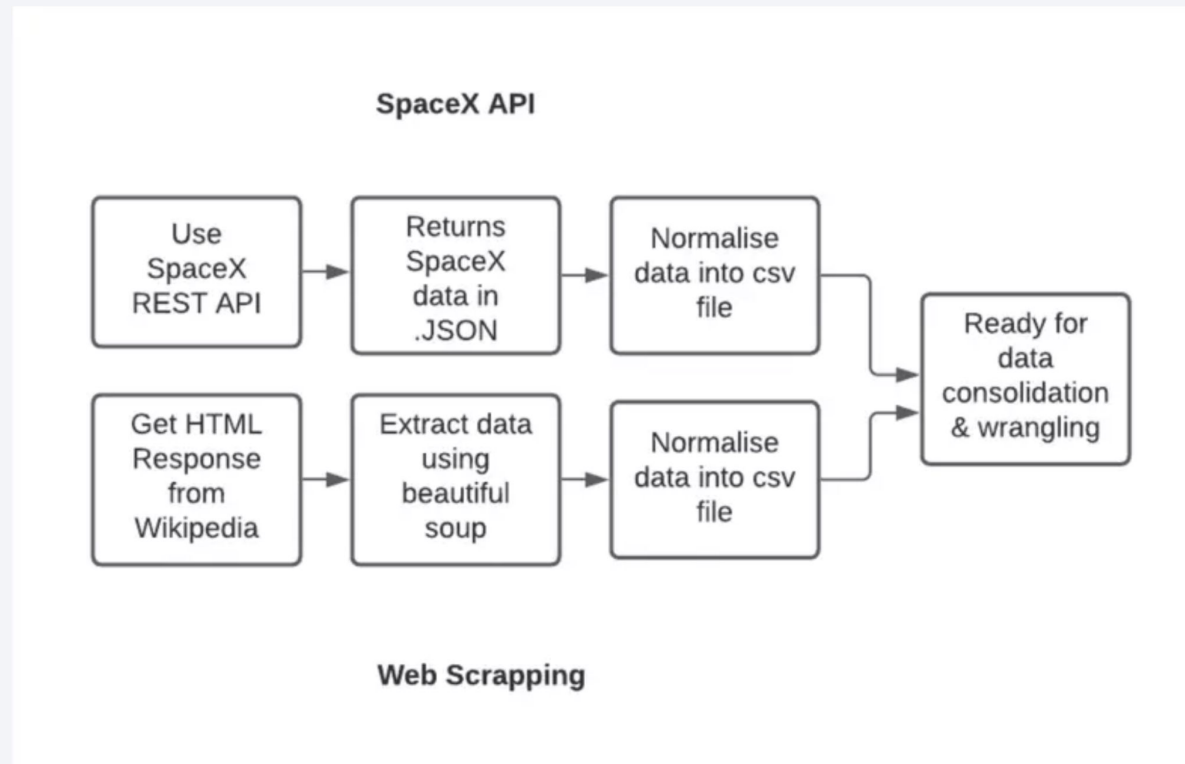 SpaceX API
Use
SpaceX
REST API
Returns
SpaceX
data in
.JSON
Normalise
data into csv
file
Get HTML
Response
from
Wikipedia
Extract data
using
beautiful
soup
Normalise
data into csv
file
Ready for
data
consolidation
& wrangling
Web Scrapping